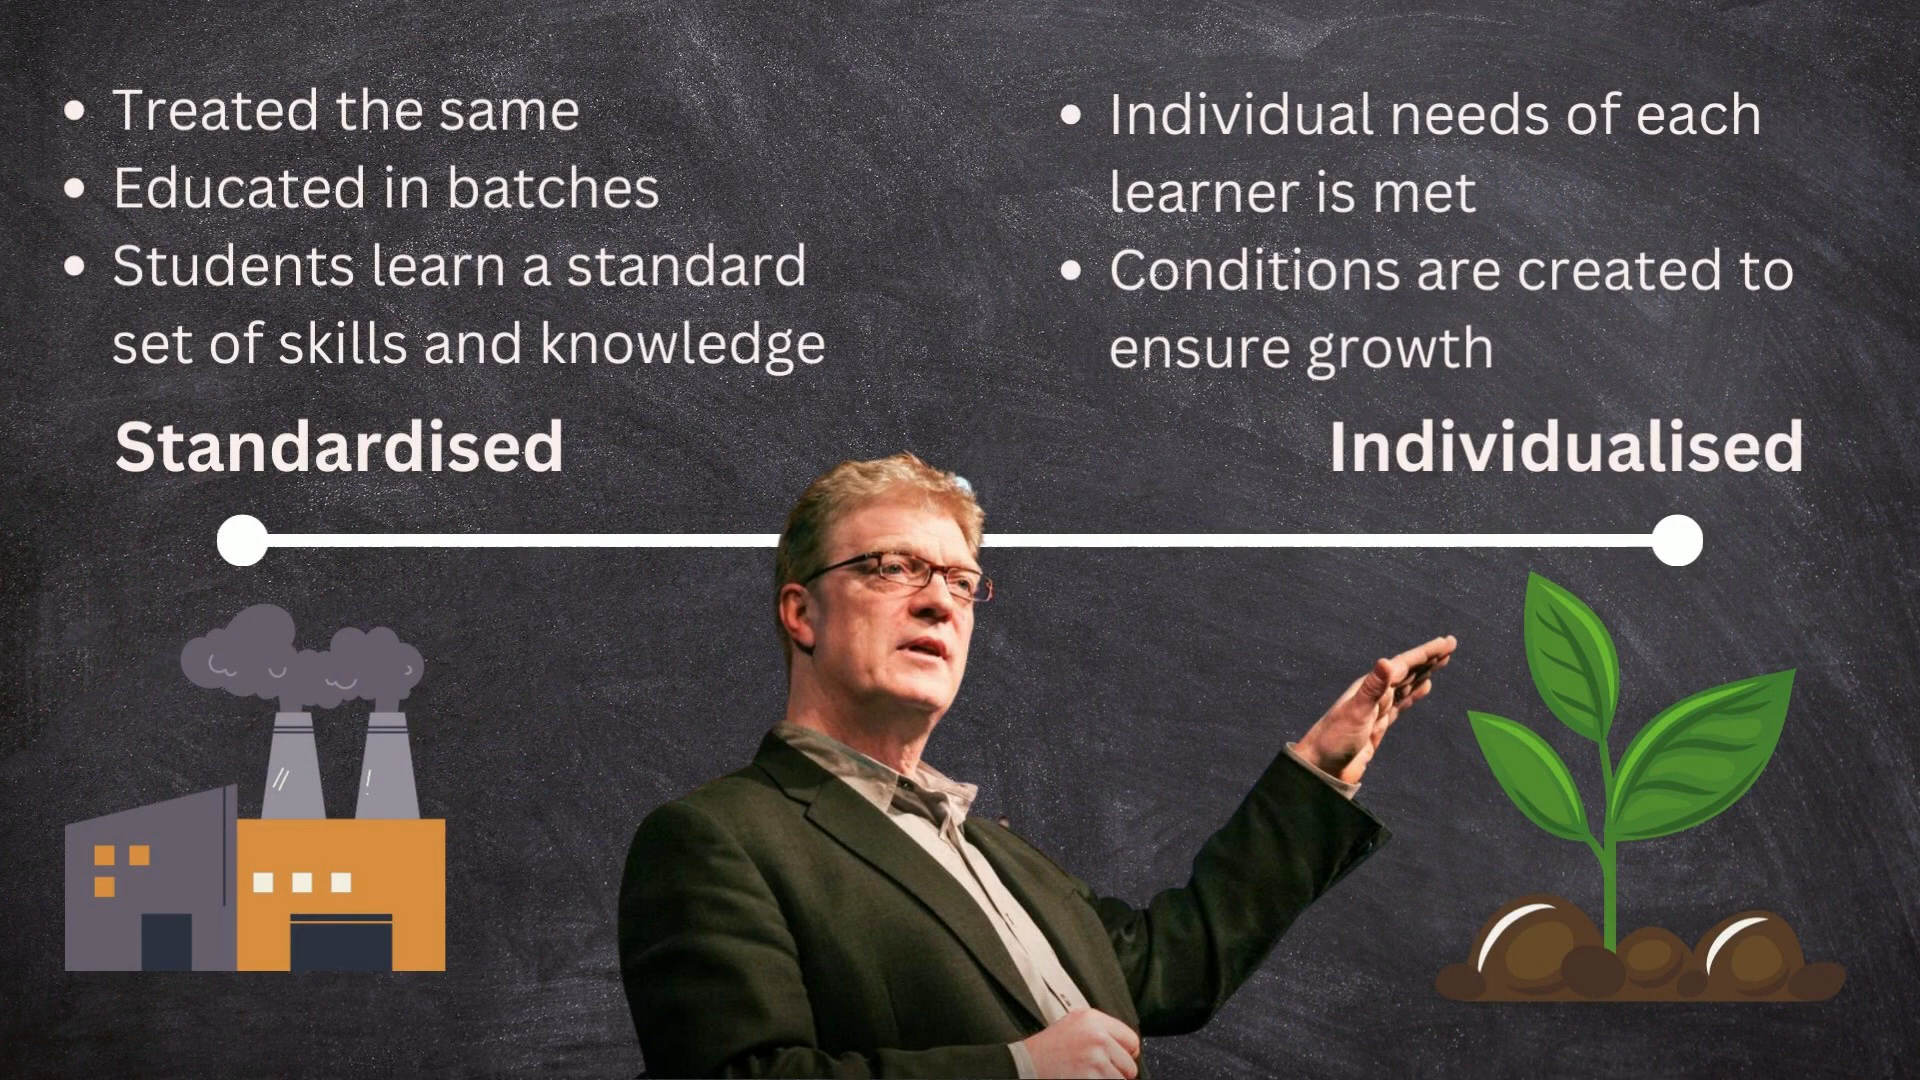 • Treated the same
• Educated in batches
• Students learn a standard
set of skills and knowledge
Standardised
• Individual needs of each
learner is met
• Conditions are created to
ensure growth
Individualised